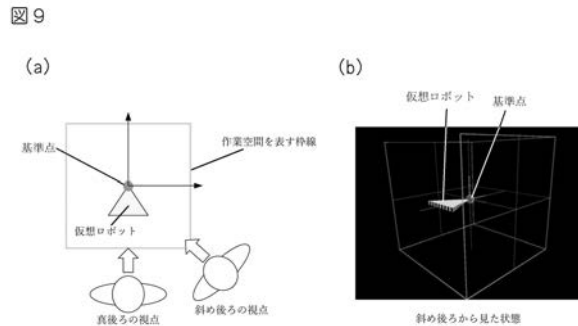 図9
(a)
基準点
作業空間を表す枠線
仮想ロボット
真後ろの視点
斜め後ろの視点
(b)
仮想ロボット
基準点
斜め後ろから見た状態